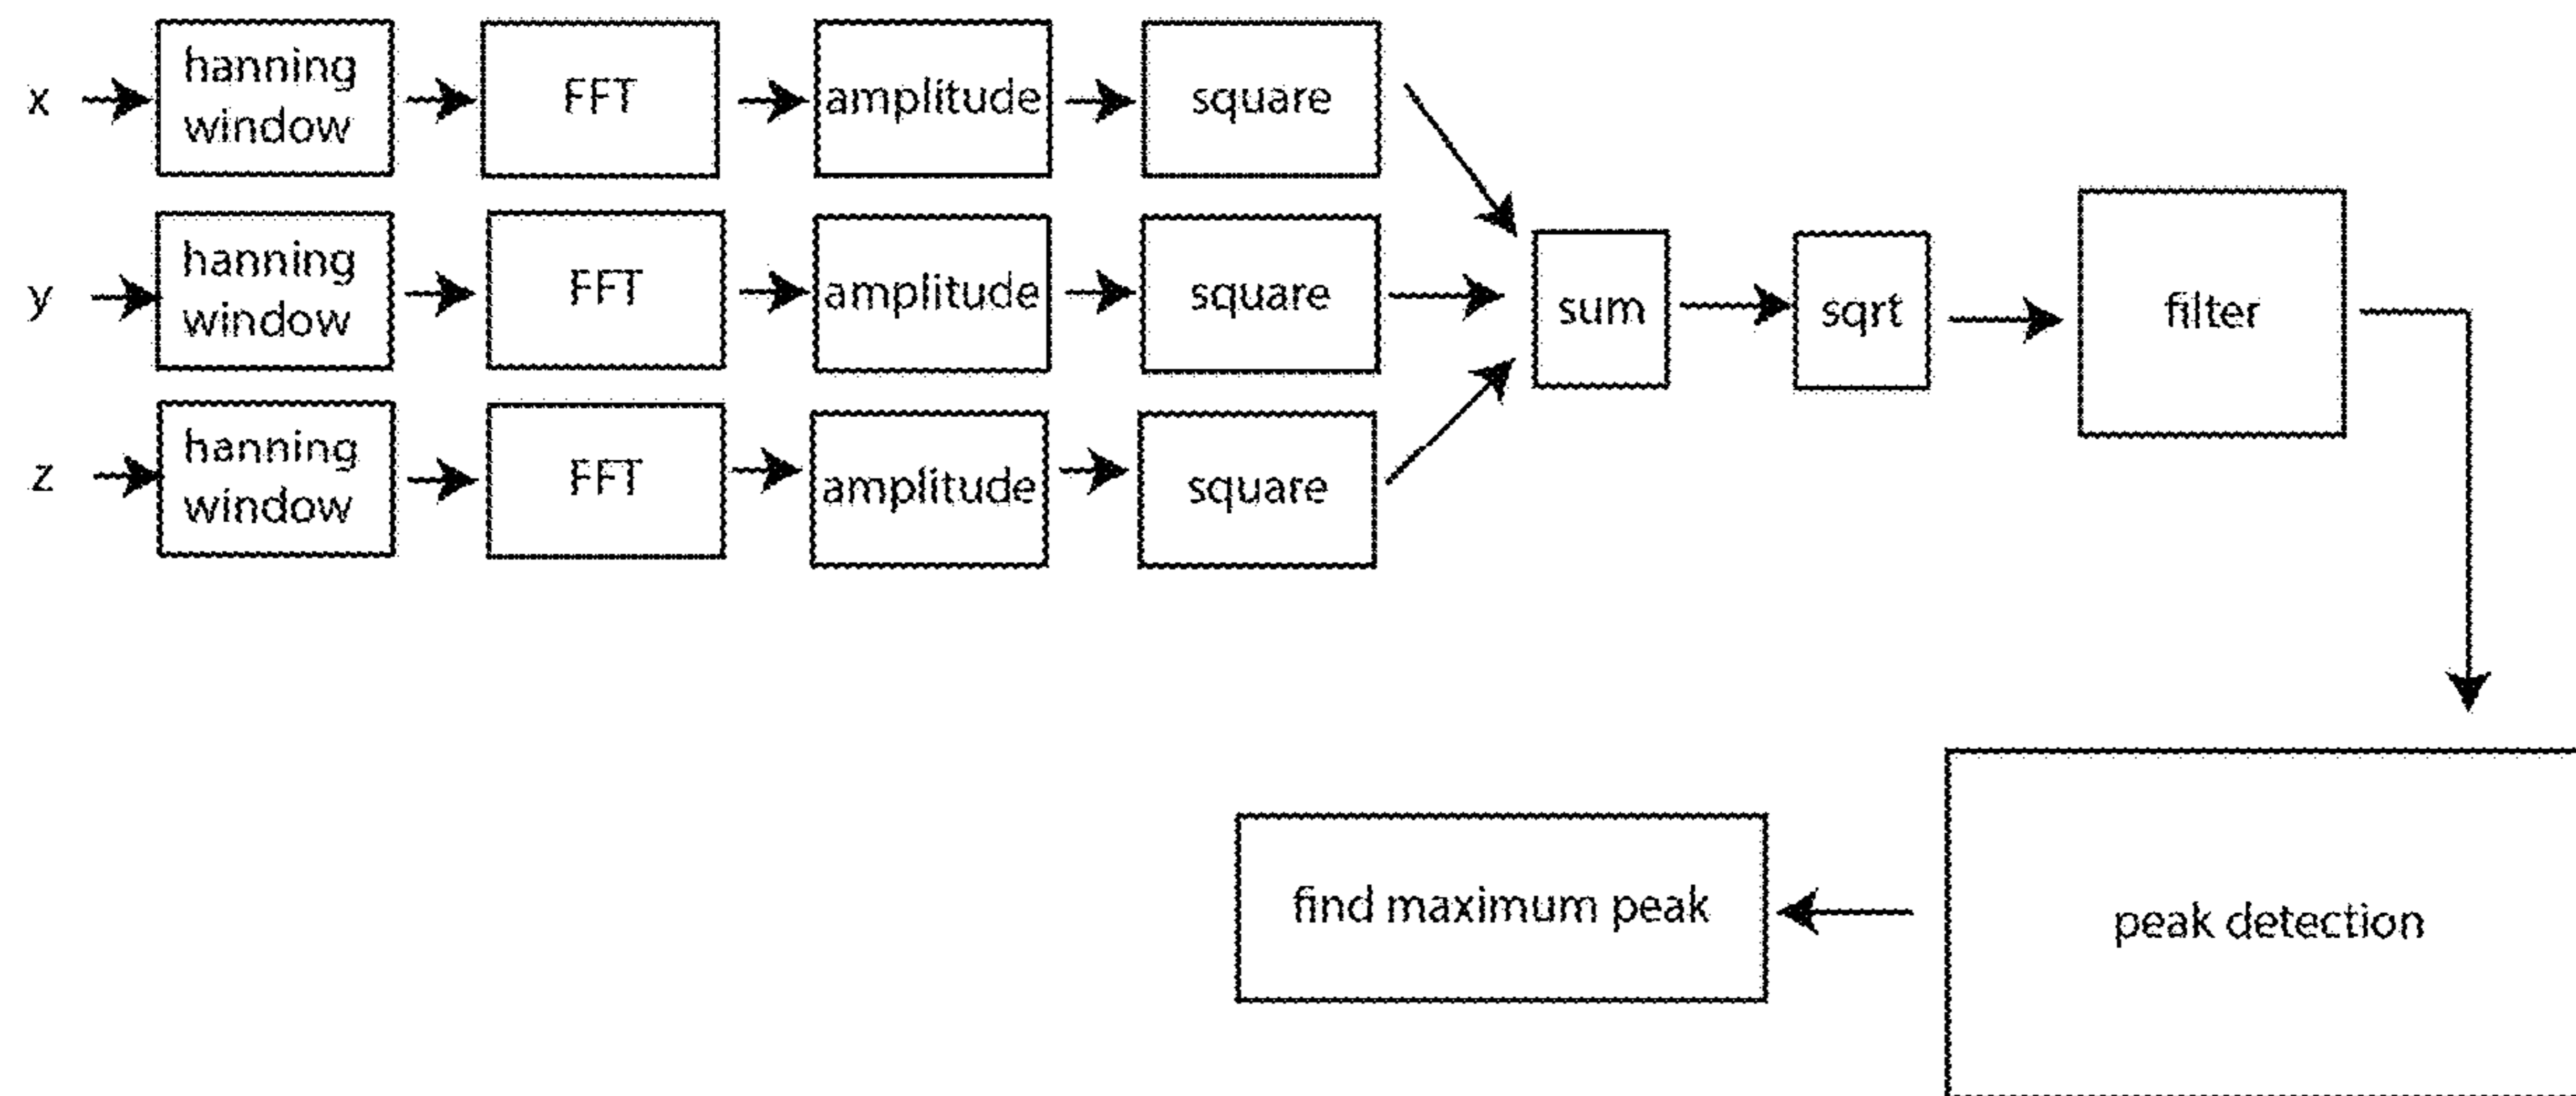 x
hanning
window
FFT
amplitude
square
y
hanning
window
FFT
amplitude
square
z
hanning
window
FFT
amplitude
square
sum
sqrt
filter
find maximum peak
peak detection